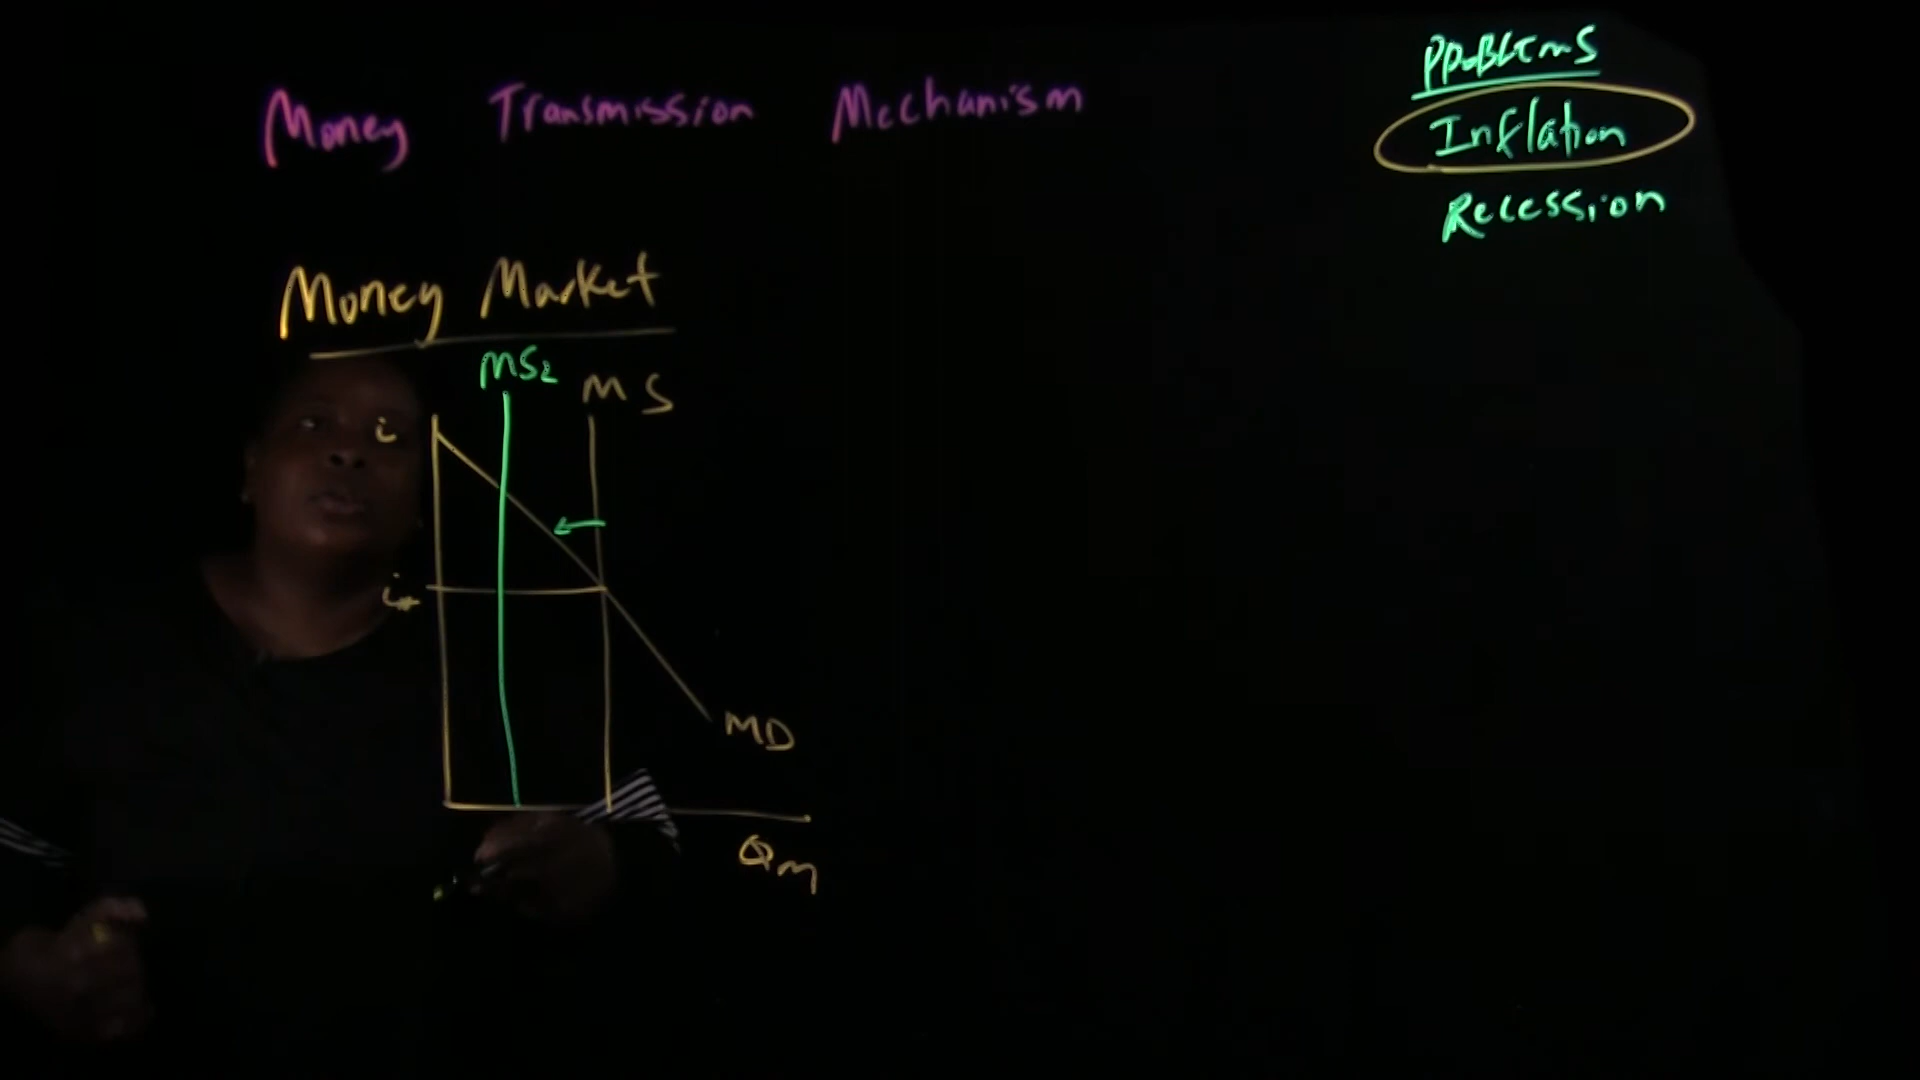 Money Transmission Mechanism
PROBLEMS
Inflation
Recession
Money Market
MS2
MS
i
i*
MD
QM